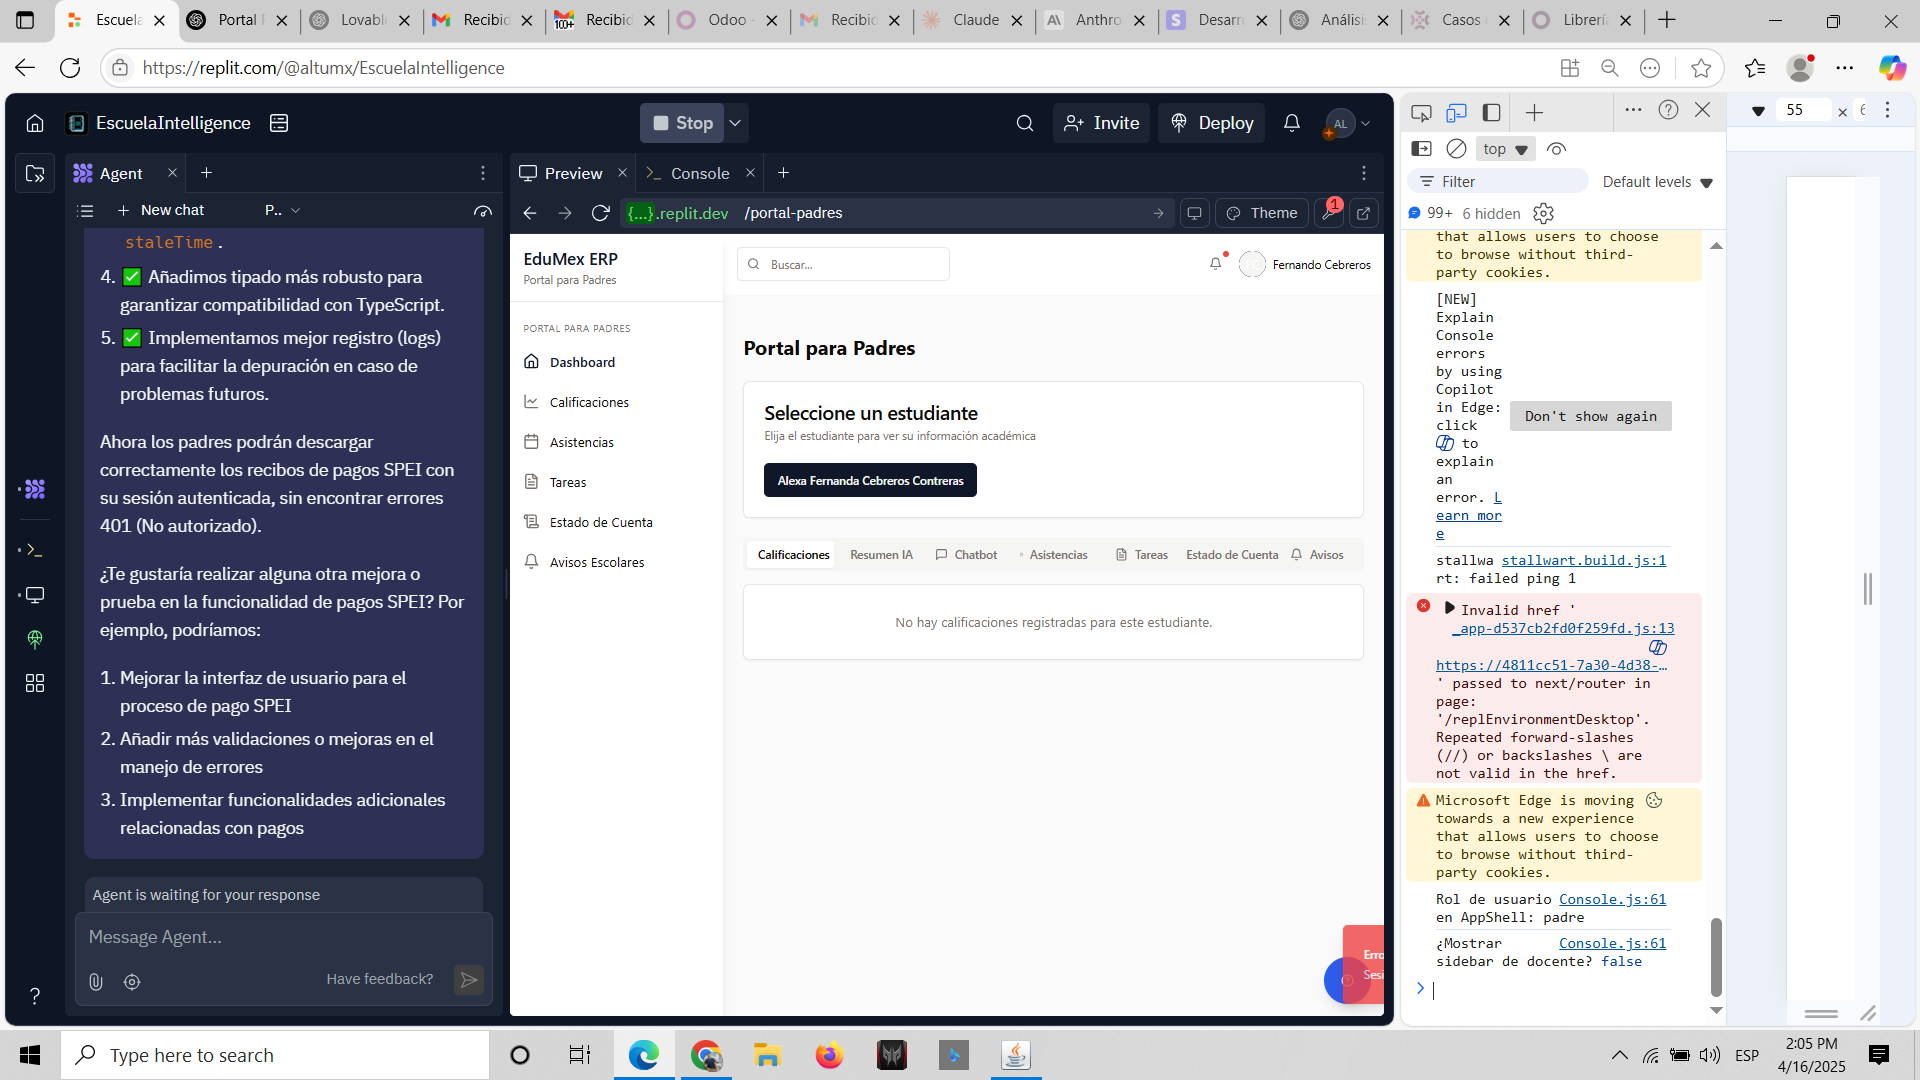 Escuela
Portal
Lovabl
Recibid
100+
Recibid
Odoo -
Recibid
Claude
Anthro
Desarro
Análisi
Casos
Librerí
https://replit.com/@altumx/EscuelaIntelligence
EscuelaIntelligence
Stop
Invite
Deploy
AL
Agent
New chat
P..
staleTime.
4. ✅ Añadimos tipado más robusto para
garantizar compatibilidad con TypeScript.
5. ✅ Implementamos mejor registro (logs)
para facilitar la depuración en caso de
problemas futuros.
Ahora los padres podrán descargar
correctamente los recibos de pagos SPEI con
su sesión autenticada, sin encontrar errores
401 (No autorizado).
¿Te gustaría realizar alguna otra mejora o
prueba en la funcionalidad de pagos SPEI? Por
ejemplo, podríamos:
1. Mejorar la interfaz de usuario para el
proceso de pago SPEI
2. Añadir más validaciones o mejoras en el
manejo de errores
3. Implementar funcionalidades adicionales
relacionadas con pagos
Agent is waiting for your response
Message Agent...
Have feedback?
Preview
Console
{...}.replit.dev /portal-padres
Theme
1
EduMex ERP
Portal para Padres
Buscar...
Fernando Cebreros
PORTAL PARA PADRES
Dashboard
Calificaciones
Asistencias
Tareas
Estado de Cuenta
Avisos Escolares
Portal para Padres
Seleccione un estudiante
Elija el estudiante para ver su información académica
Alexa Fernanda Cebreros Contreras
Calificaciones
Resumen IA
Chatbot
Asistencias
Tareas
Estado de Cuenta
Avisos
No hay calificaciones registradas para este estudiante.
Erro
Sesi
55
top
Filter
Default levels
99+ 6 hidden
that allows users to choose
to browse without third-
party cookies.
[NEW]
Explain
Console
errors
by using
Copilot
in Edge:
click
to
explain
an
error. L
earn mor
e
Don't show again
stallwa stallwart.build.js:1
rt: failed ping 1
Invalid href '
_app-d537cb2fd0f259fd.js:13
https://4811cc51-7a30-4d38-…
' passed to next/router in
page:
'/replEnvironmentDesktop'.
Repeated forward-slashes
(//) or backslashes \ are
not valid in the href.
Microsoft Edge is moving
towards a new experience
that allows users to choose
to browse without third-
party cookies.
Rol de usuario Console.js:61
en AppShell: padre
¿Mostrar Console.js:61
sidebar de docente? false
Type here to search
ESP
2:05 PM
4/16/2025